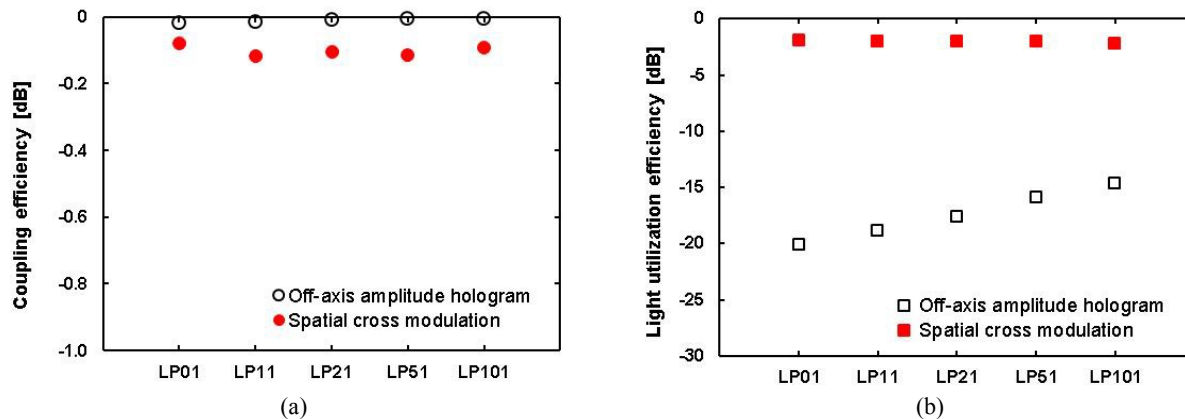 Coupling efficiency [dB]
0
-0.2
-0.4
-0.6
-0.8
-1.0
Off-axis amplitude hologram
Spatial cross modulation
LP01 LP11 LP21 LP51 LP101
(a)
Light utilization efficiency [dB]
0
-5
-10
-15
-20
-25
-30
Off-axis amplitude hologram
Spatial cross modulation
LP01 LP11 LP21 LP51 LP101
(b)